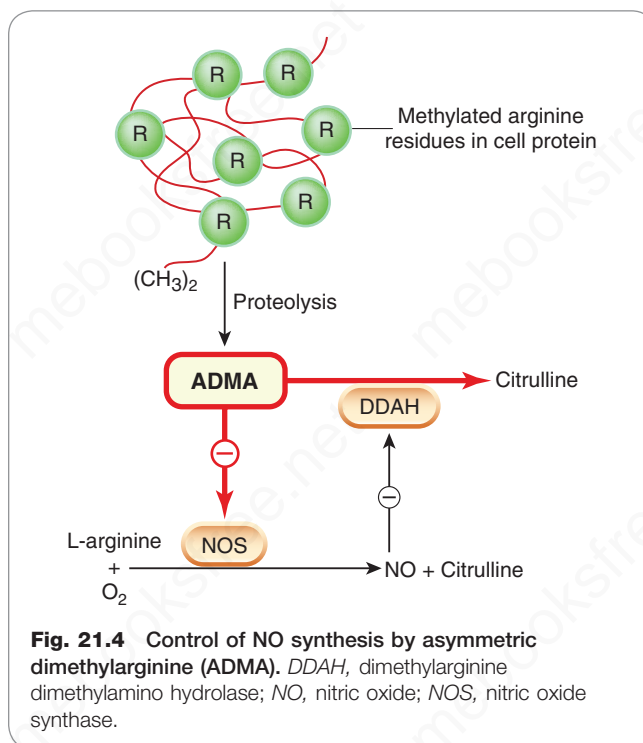 R
R
R
R
R
R
R
Methylated arginine
residues in cell protein
(CH₃)₂
Proteolysis
ADMA
Citrulline
DDAH
−
−
L-arginine
+
O₂
NOS
NO + Citrulline
Fig. 21.4 Control of NO synthesis by asymmetric
dimethylarginine (ADMA). DDAH, dimethylarginine
dimethylamino hydrolase; NO, nitric oxide; NOS, nitric oxide
synthase.